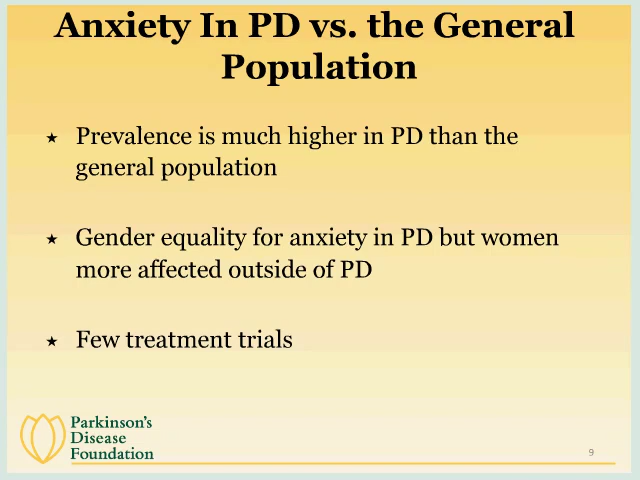 Anxiety In PD vs. the General
Population
★ Prevalence is much higher in PD than the
general population
★ Gender equality for anxiety in PD but women
more affected outside of PD
★ Few treatment trials
Parkinson's
Disease
Foundation
9